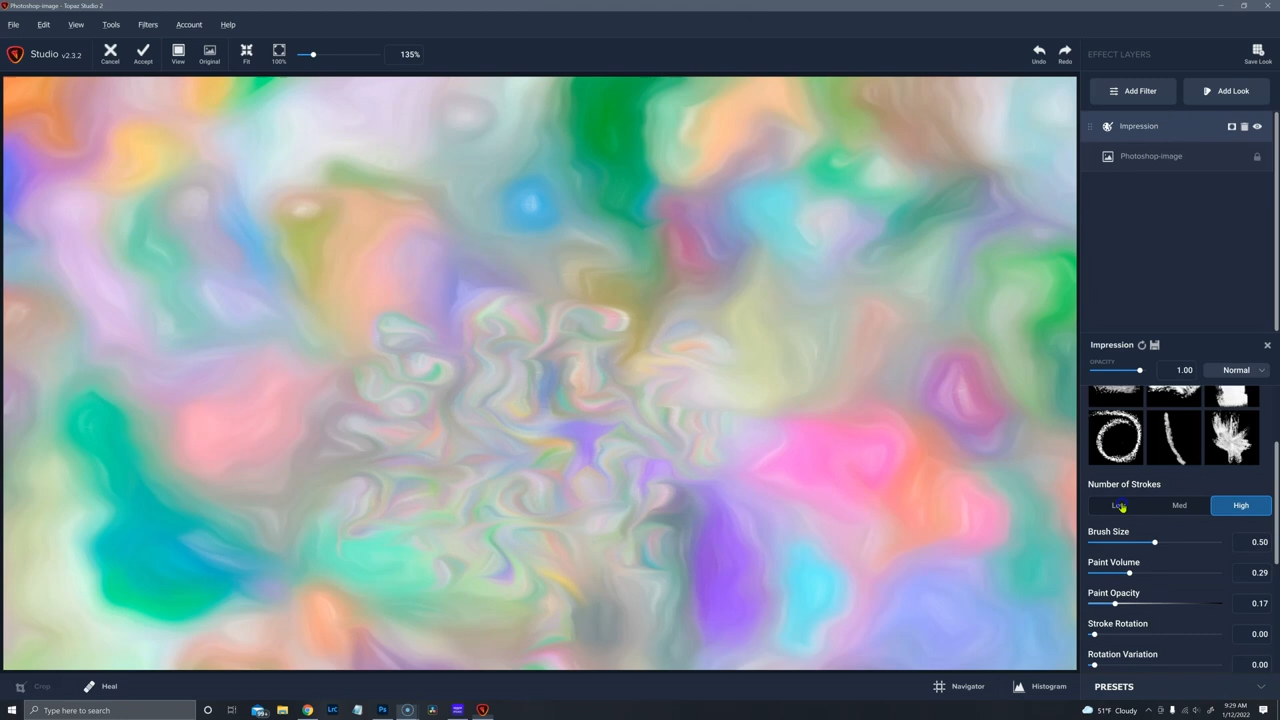 Photoshop-image - Topaz Studio 2
File Edit View Tools Filters Account Help
Studio v2.3.2 Cancel Accept View Original Fit 100% 135% Undo Redo EFFECT LAYERS Save Look
Add Filter Add Look
Impression
Photoshop-image
Impression
OPACITY 1.00 Normal
Number of Strokes
Med High
Brush Size 0.50
Paint Volume 0.29
Paint Opacity 0.17
Stroke Rotation 0.00
Rotation Variation 0.00
Crop Heal Navigator Histogram PRESETS
Type here to search 99+ LrC Ps 51°F Cloudy 9:29 AM
1/12/2022